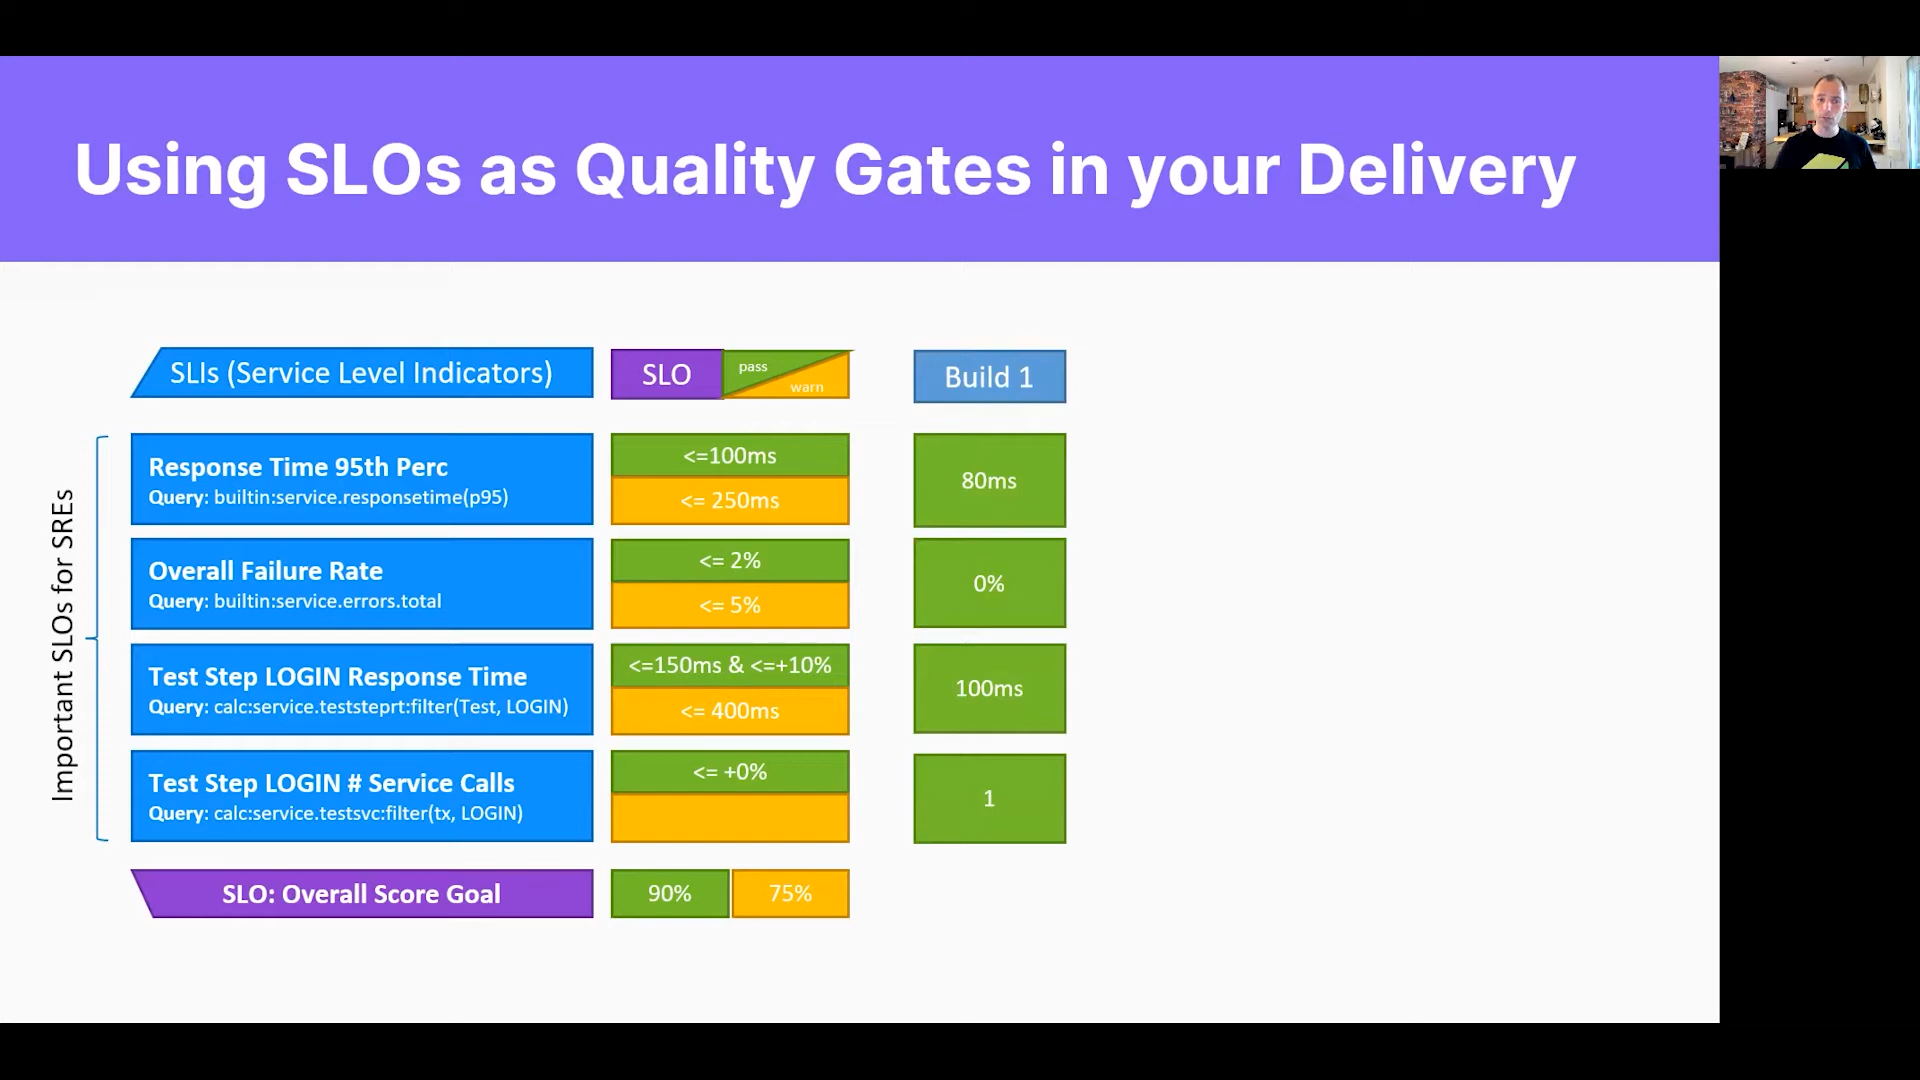 Using SLOs as Quality Gates in your Delivery
SLIs (Service Level Indicators)
SLO
pass
warn
Build 1
Important SLOs for SREs
Response Time 95th Perc
Query: builtin:service.responsetime(p95)
<=100ms
<= 250ms
80ms
Overall Failure Rate
Query: builtin:service.errors.total
<= 2%
<= 5%
0%
Test Step LOGIN Response Time
Query: calc:service.teststeprt:filter(Test, LOGIN)
<=150ms & <=+10%
<= 400ms
100ms
Test Step LOGIN # Service Calls
Query: calc:service.testsvc:filter(tx, LOGIN)
<= +0%
1
SLO: Overall Score Goal
90%
75%